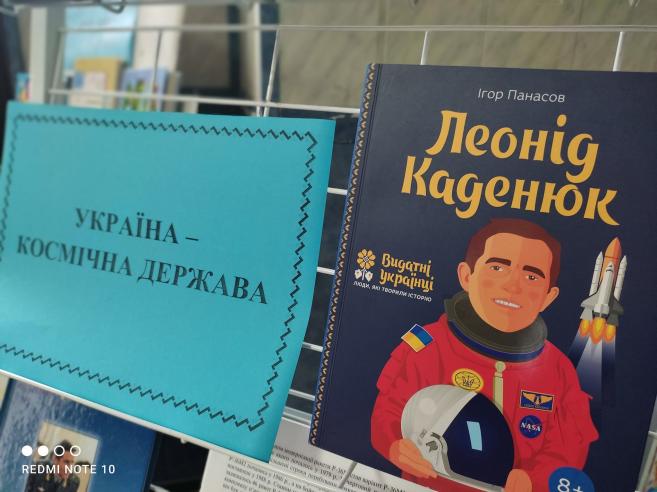 УКРАЇНА –
КОСМІЧНА ДЕРЖАВА
Ігор Панасов
Леонід
Каденюк
Видатні
українці
ЛЮДИ, ЯКІ ТВОРИЛИ ІСТОРІЮ
NASA
8+
REDMI NOTE 10